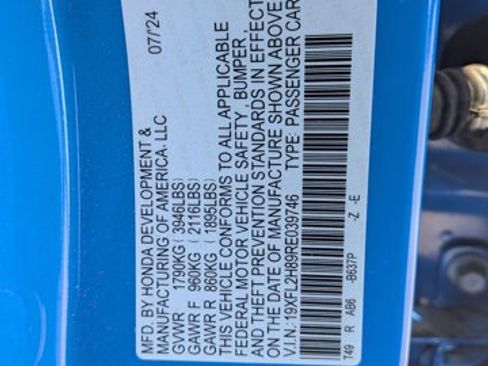 MFD. BY HONDA DEVELOPMENT & 07/24
MANUFACTURING OF AMERICA. LLC
GVWR 1790KG (3946LBS)
GAWR F 960KG (2116LBS)
GAWR R 860KG (1895LBS)
THIS VEHICLE CONFORMS TO ALL APPLICABLE
FEDERAL MOTOR VEHICLE SAFETY , BUMPER ,
AND THEFT PREVENTION STANDARDS IN EFFECT
ON THE DATE OF MANUFACTURE SHOWN ABOVE
V.I.N.: 19XFL2H89RE039746 TYPE: PASSENGER CAR
T49 R AB6 -B637P -Z -E